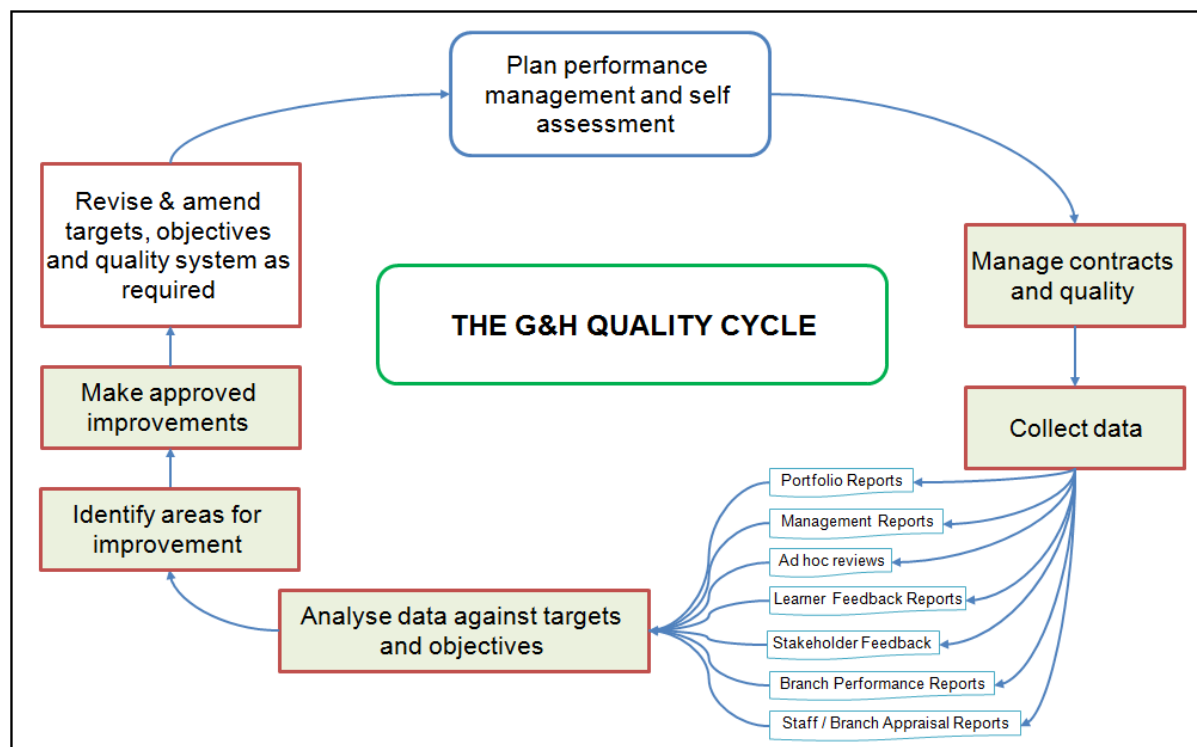 Plan performance
management and self
assessment
Revise & amend
targets, objectives
and quality system as
required
Manage contracts
and quality
THE G&H QUALITY CYCLE
Make approved
improvements
Collect data
Portfolio Reports
Management Reports
Ad hoc reviews
Learner Feedback Reports
Stakeholder Feedback
Branch Performance Reports
Staff / Branch Appraisal Reports
Identify areas for
improvement
Analyse data against targets
and objectives